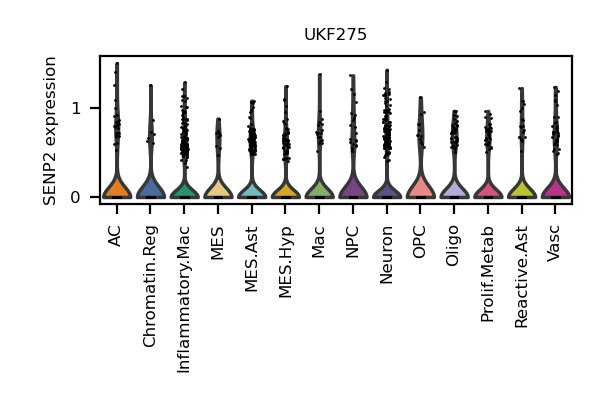 UKF275
SENP2 expression
1
0
AC
Chromatin.Reg
Inflammatory.Mac
MES
MES.Ast
MES.Hyp
Mac
NPC
Neuron
OPC
Oligo
Prolif.Metab
Reactive.Ast
Vasc